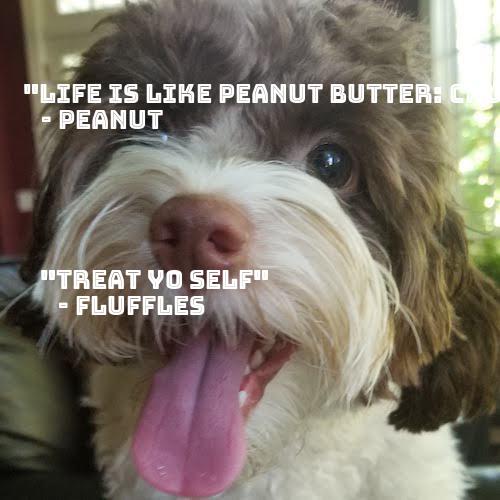 "LIFE IS LIKE PEANUT BUTTER:
- PEANUT
"TREAT YO SELF"
- FLUFFLES